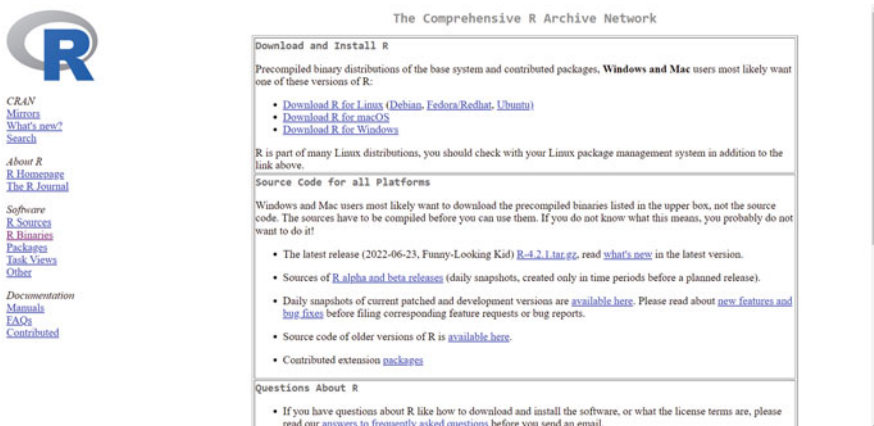 The Comprehensive R Archive Network
R
CRAN
Mirrors
What's new?
Search
About R
R Homepage
The R Journal
Software
R Sources
R Binaries
Packages
Task Views
Other
Documentation
Manuals
FAQs
Contributed
Download and Install R
Precompiled binary distributions of the base system and contributed packages, Windows and Mac users most likely want
one of these versions of R:
• Download R for Linux (Debian, Fedora/Redhat, Ubuntu)
• Download R for macOS
• Download R for Windows
R is part of many Linux distributions, you should check with your Linux package management system in addition to the
link above.
Source Code for all Platforms
Windows and Mac users most likely want to download the precompiled binaries listed in the upper box, not the source
code. The sources have to be compiled before you can use them. If you do not know what this means, you probably do not
want to do it!
• The latest release (2022-06-23, Funny-Looking Kid) R-4.2.1.tar.gz, read what's new in the latest version.
• Sources of R alpha and beta releases (daily snapshots, created only in time periods before a planned release).
• Daily snapshots of current patched and development versions are available here. Please read about new features and
bug fixes before filing corresponding feature requests or bug reports.
• Source code of older versions of R is available here.
• Contributed extension packages
Questions About R
• If you have questions about R like how to download and install the software, or what the license terms are, please
read our answers to frequently asked questions before you send an email.